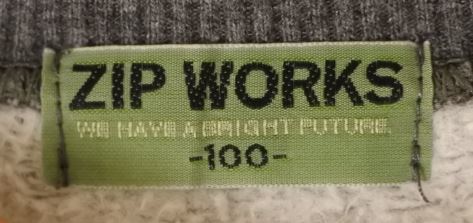 ZIP WORKS
WE HAVE A BRIGHT FUTURE.
-100-